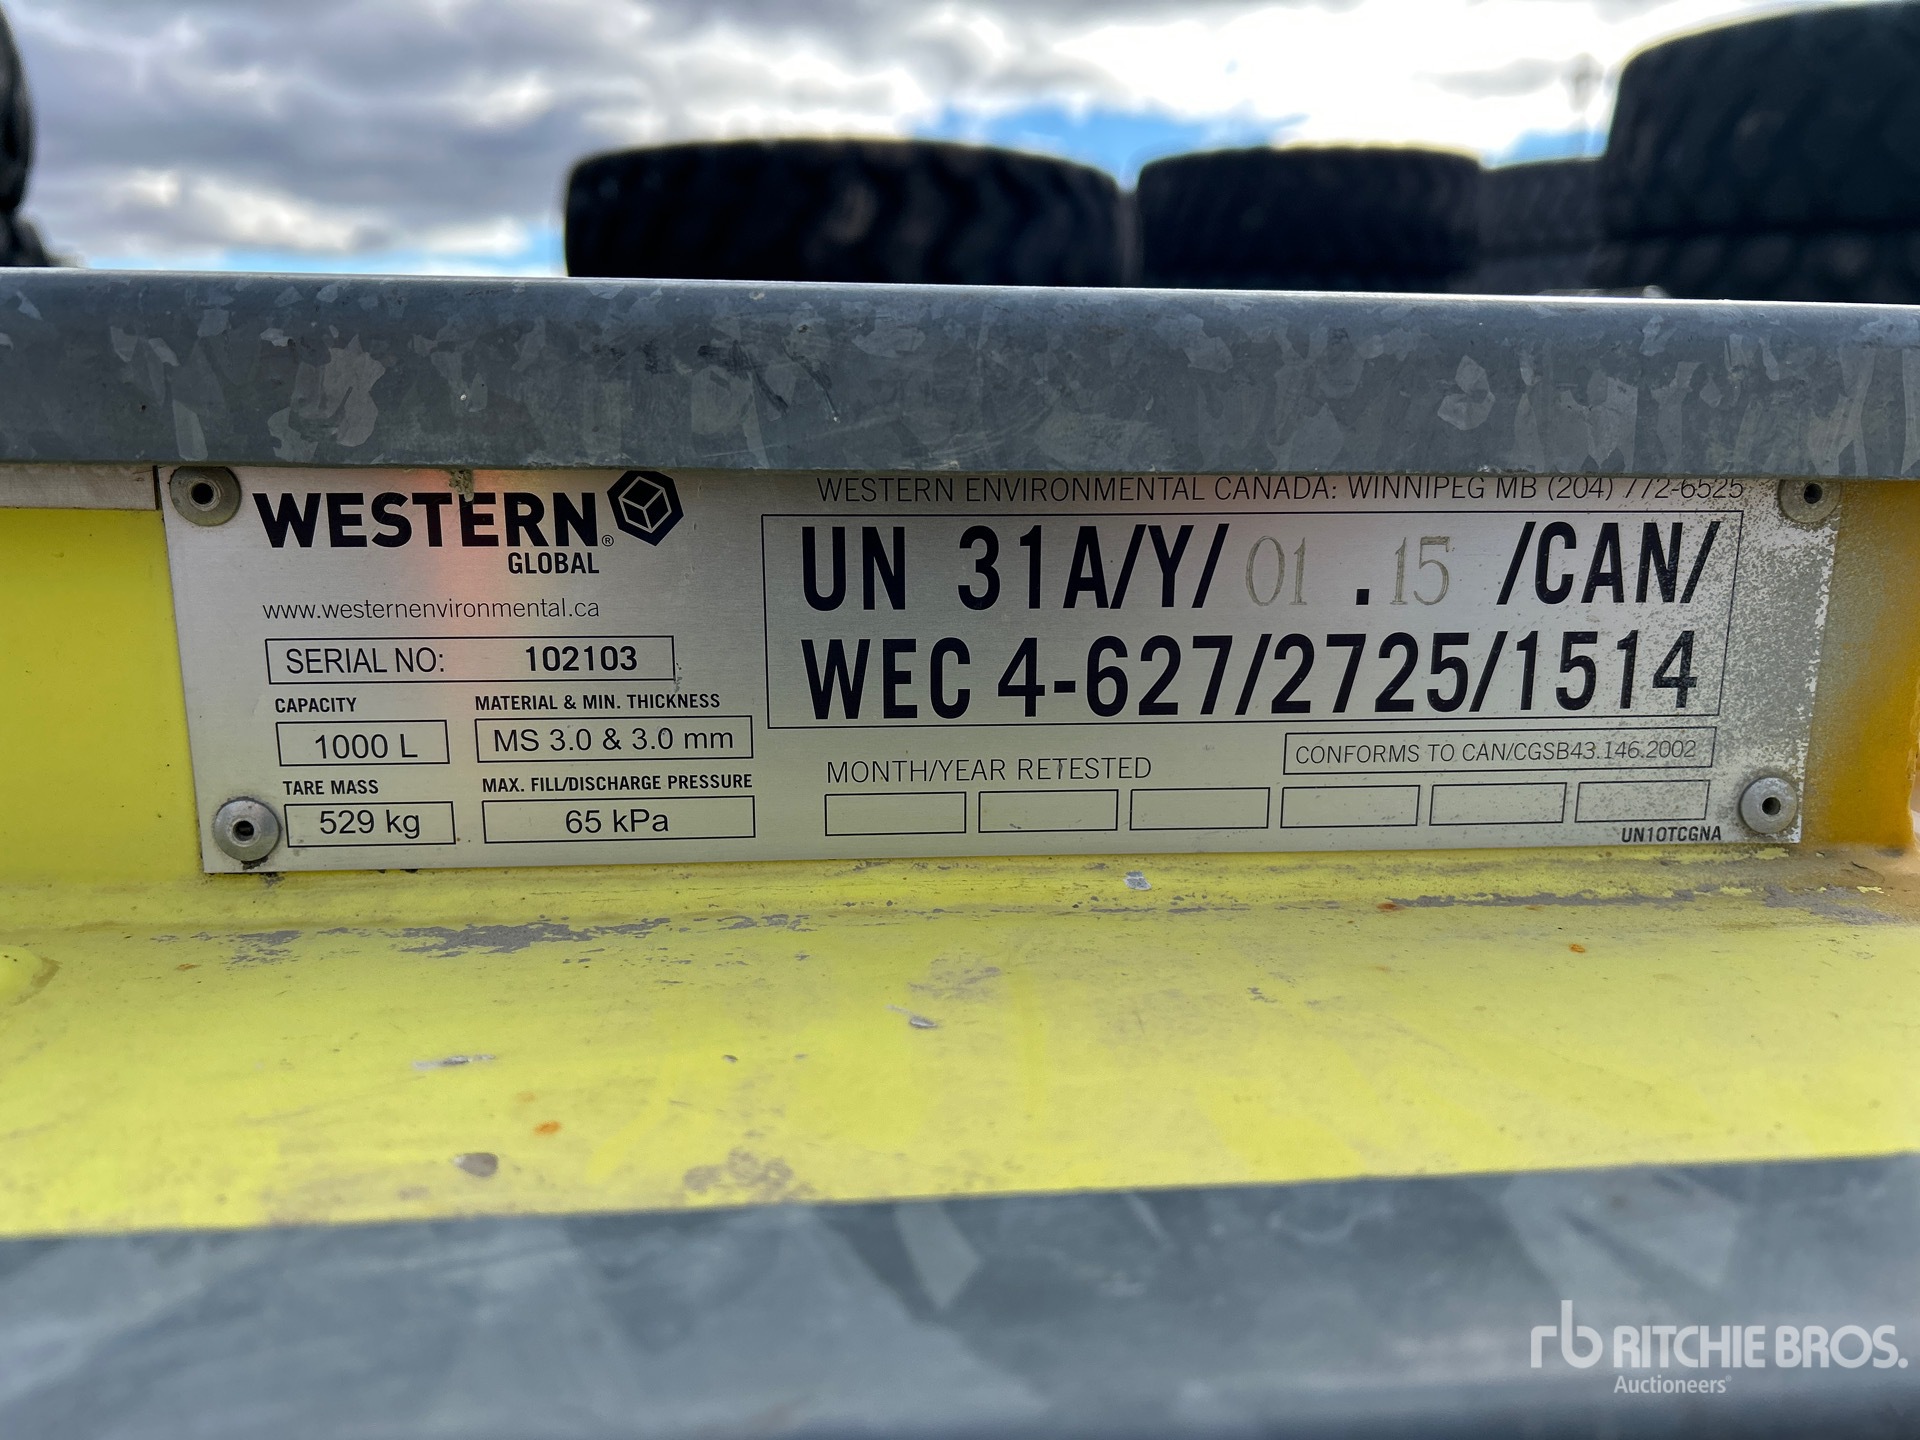 WESTERN®
GLOBAL
www.westernenvironmental.ca
SERIAL NO: 102103
CAPACITY
1000 L
MATERIAL & MIN. THICKNESS
MS 3.0 & 3.0 mm
TARE MASS
529 kg
MAX. FILL/DISCHARGE PRESSURE
65 kPa
WESTERN ENVIRONMENTAL CANADA: WINNIPEG MB (204) 772-6525
UN 31A/Y/ 01 . 15 /CAN/
WEC 4-627/2725/1514
MONTH/YEAR RETESTED
CONFORMS TO CAN/CGSB43.146.2002
UN10TCGNA
rb RITCHIE BROS.
Auctioneers